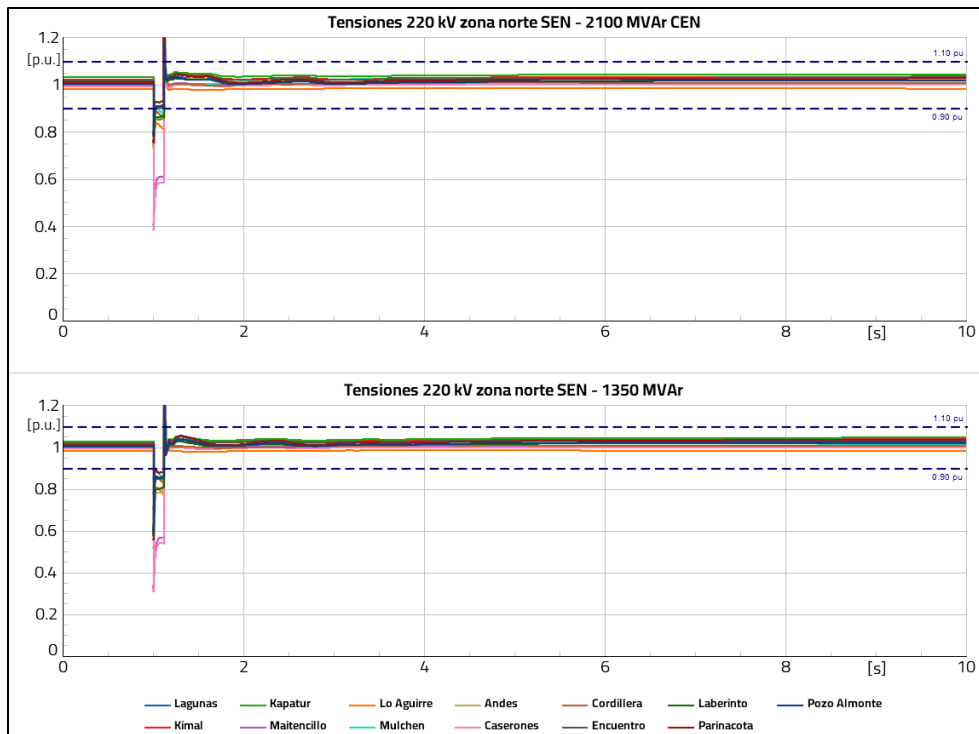 Tensiones 220 kV zona norte SEN - 2100 MVAr CEN
1.2
[p.u.]
1.10 pu
1
0.90 pu
0.8
0.6
0.4
0.2
0
0 2 4 6 8 [s] 10
Tensiones 220 kV zona norte SEN - 1350 MVAr
1.2
[p.u.]
1.10 pu
1
0.90 pu
0.8
0.6
0.4
0.2
0
0 2 4 6 8 [s] 10
Lagunas Kapatur Lo Aguirre Andes Cordillera Laberinto Pozo Almonte
Kimal Maitencillo Mulchen Caserones Encuentro Parinacota